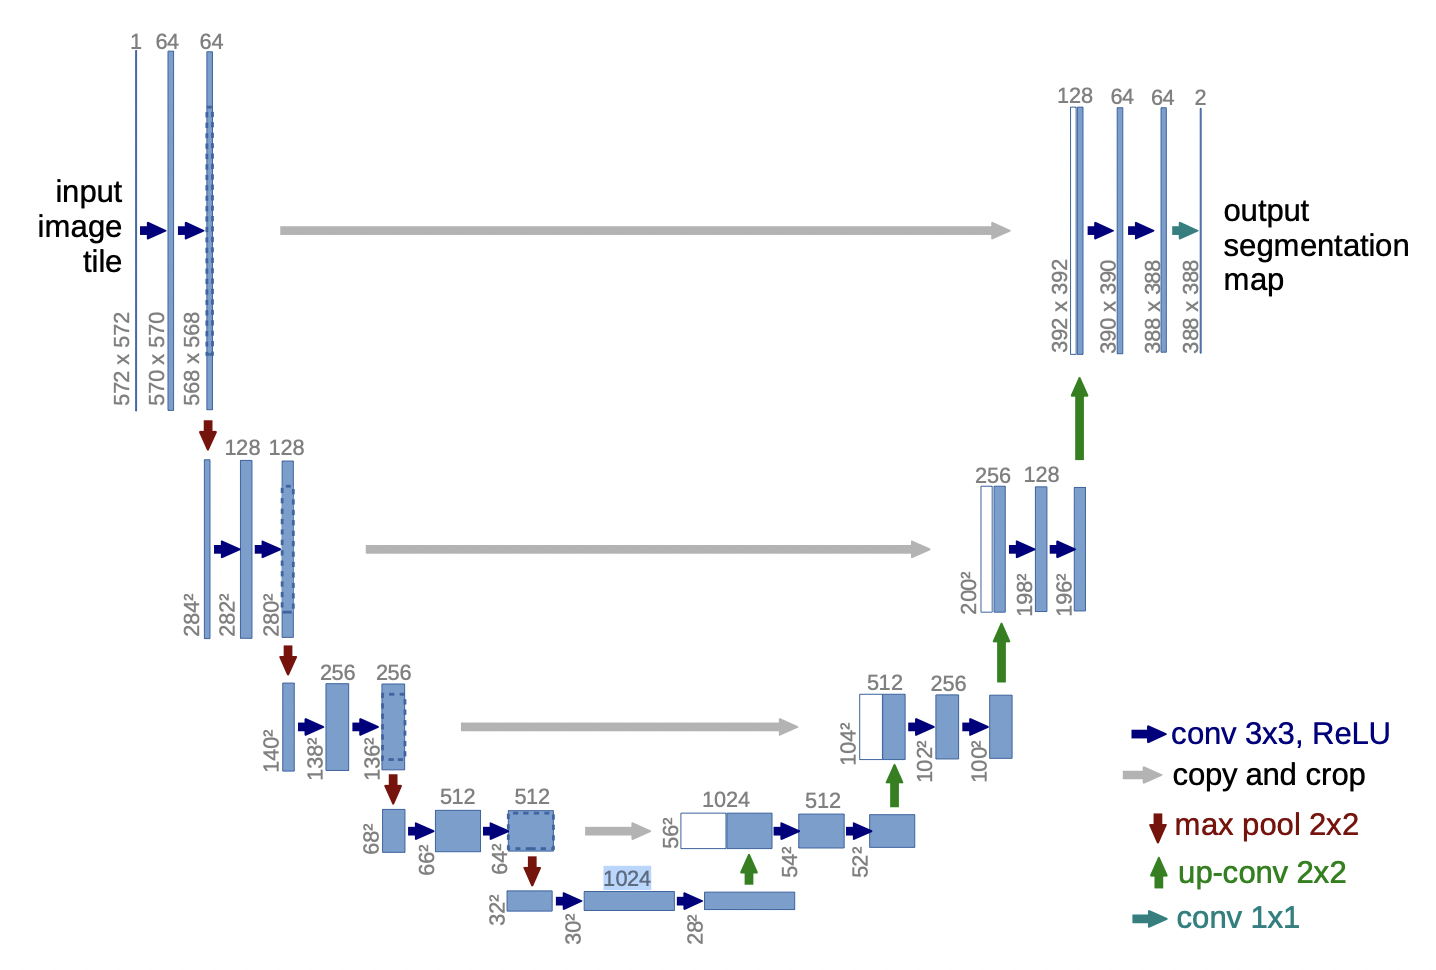 1 64 64
input
image
tile
572 x 572
570 x 570
568 x 568
128 64 64 2
392 x 392
390 x 390
388 x 388
388 x 388
output
segmentation
map
128 128
284²
282²
280²
256 128
200²
198²
196²
256 256
140²
138²
136²
512 256
104²
102²
100²
512 512
68²
66²
64²
1024 512
56²
54²
52²
1024
32²
30²
28²
conv 3x3, ReLU
copy and crop
max pool 2x2
up-conv 2x2
conv 1x1